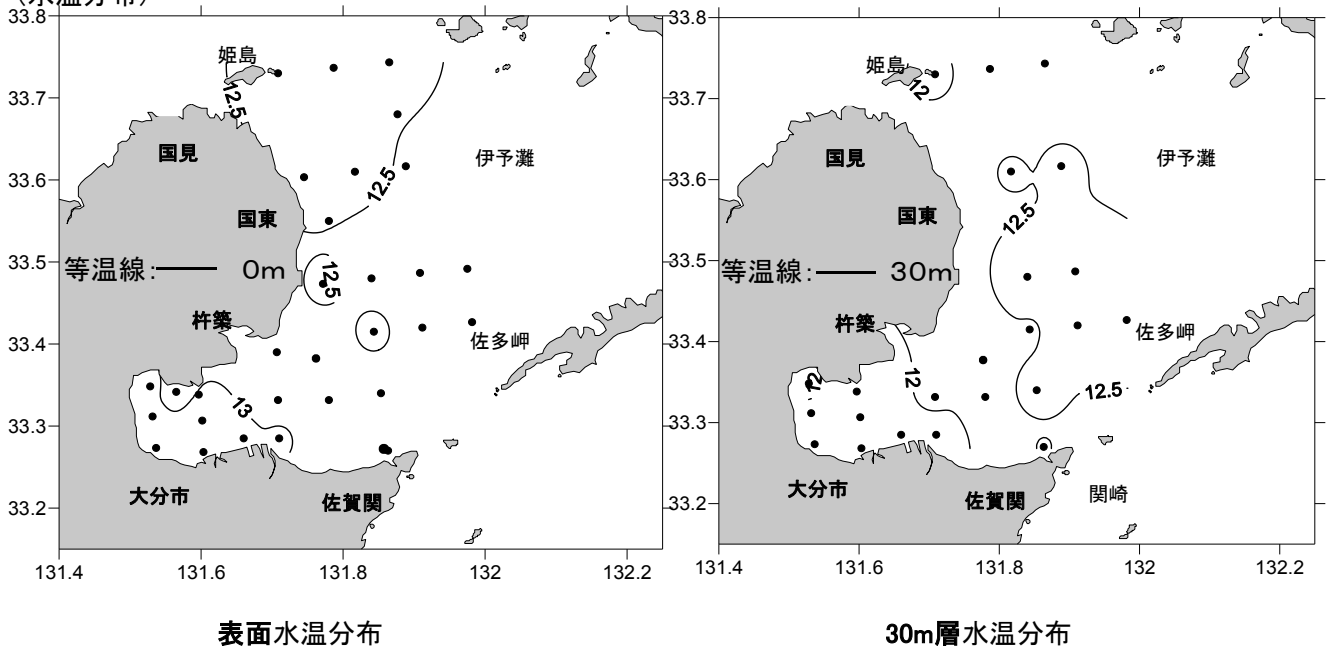 (水温分布)
33.8
33.7
33.6
33.5
33.4
33.3
33.2
131.4
131.6
131.8
132
132.2
姫島
12.5
国見
伊予灘
12.5
国東
等温線: 0m
12.5
杵築
佐多岬
13
大分市
佐賀関
表面水温分布
33.8
33.7
33.6
33.5
33.4
33.3
33.2
131.4
131.6
131.8
132
132.2
姫島
12
国見
伊予灘
国東
12.5
等温線: 30m
杵築
佐多岬
12
12
12.5
大分市
佐賀関
関崎
30m層水温分布